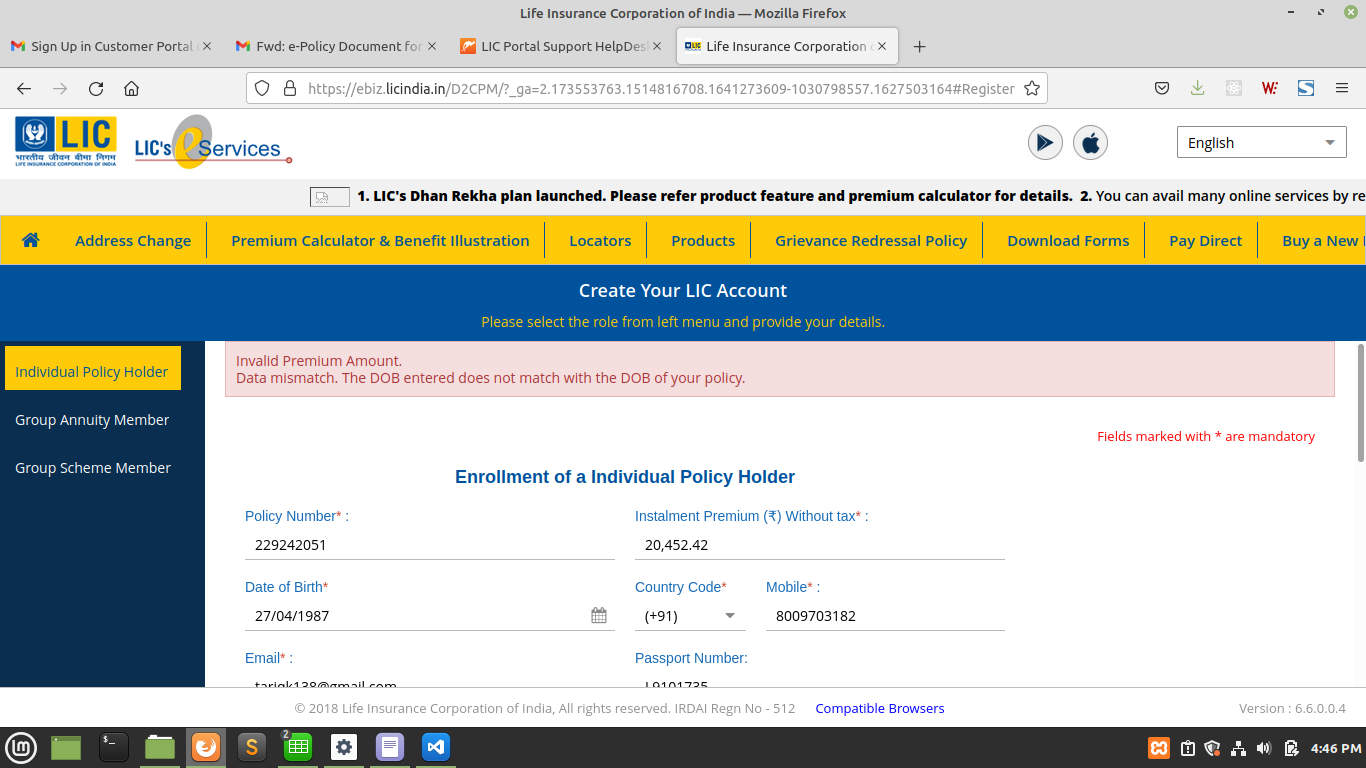 Life Insurance Corporation of India — Mozilla Firefox
Sign Up in Customer Portal
Fwd: e-Policy Document for
LIC Portal Support HelpDesk
Life Insurance Corporation
https://ebiz.licindia.in/D2CPM/?_ga=2.173553763.1514816708.1641273609-1030798557.1627503164#Register
LIC
भारतीय जीवन बीमा निगम
LIFE INSURANCE CORPORATION OF INDIA
LIC's eServices
English
1. LIC's Dhan Rekha plan launched. Please refer product feature and premium calculator for details. 2. You can avail many online services by re
Address Change
Premium Calculator & Benefit Illustration
Locators
Products
Grievance Redressal Policy
Download Forms
Pay Direct
Buy a New
Create Your LIC Account
Please select the role from left menu and provide your details.
Individual Policy Holder
Group Annuity Member
Group Scheme Member
Invalid Premium Amount.
Data mismatch. The DOB entered does not match with the DOB of your policy.
Fields marked with * are mandatory
Enrollment of a Individual Policy Holder
Policy Number* :
Instalment Premium (₹) Without tax* :
229242051
20,452.42
Date of Birth*
Country Code*
Mobile* :
27/04/1987
(+91)
8009703182
Email* :
Passport Number:
tariqk138@gmail.com
L9101735
© 2018 Life Insurance Corporation of India, All rights reserved. IRDAI Regn No - 512
Compatible Browsers
Version : 6.6.0.0.4
2
4:46 PM